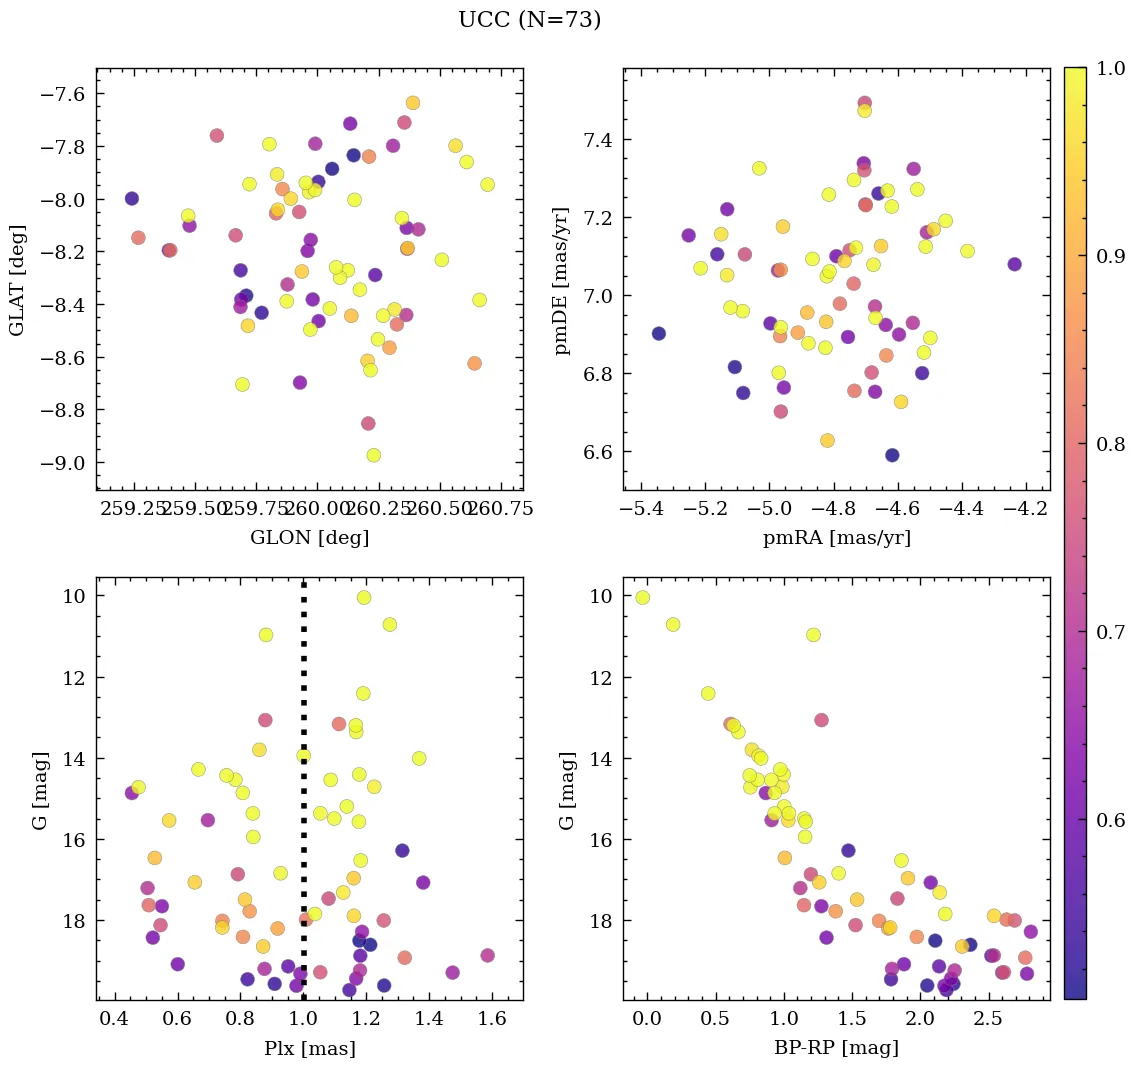 UCC (N=73)
−7.6
−7.8
−8.0
−8.2
−8.4
−8.6
−8.8
−9.0
GLAT [deg]
259.25 259.50 259.75 260.00 260.25 260.50 260.75
GLON [deg]
7.4
7.2
7.0
6.8
6.6
pmDE [mas/yr]
−5.4 −5.2 −5.0 −4.8 −4.6 −4.4 −4.2
pmRA [mas/yr]
1.0
0.9
0.8
0.7
0.6
10
12
14
16
18
G [mag]
0.4 0.6 0.8 1.0 1.2 1.4 1.6
Plx [mas]
10
12
14
16
18
G [mag]
0.0 0.5 1.0 1.5 2.0 2.5
BP-RP [mag]